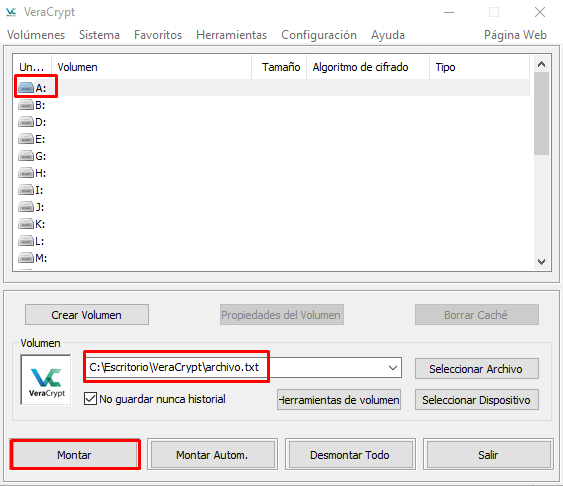 VeraCrypt
Volúmenes Sistema Favoritos Herramientas Configuración Ayuda Página Web
Un... Volumen Tamaño Algoritmo de cifrado Tipo
A:
B:
D:
E:
G:
H:
I:
J:
K:
L:
M:
Crear Volumen Propiedades del Volumen Borrar Caché
Volumen
VeraCrypt
C:\Escritorio\VeraCrypt\archivo.txt Seleccionar Archivo
No guardar nunca historial Herramientas de volumen Seleccionar Dispositivo
Montar Montar Autom. Desmontar Todo Salir